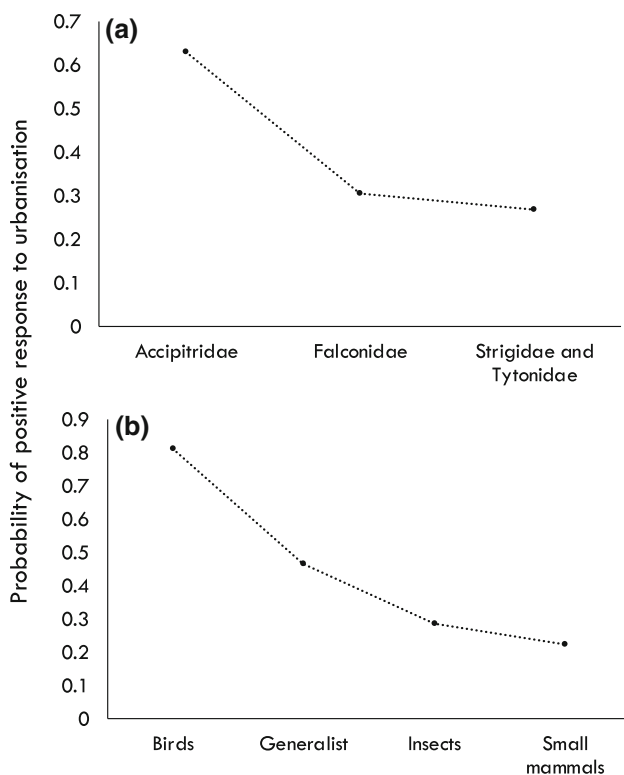 Probability of positive response to urbanisation
(a)
0.7
0.6
0.5
0.4
0.3
0.2
0.1
0
Accipitridae Falconidae Strigidae and
Tytonidae
(b)
0.9
0.8
0.7
0.6
0.5
0.4
0.3
0.2
0.1
0
Birds Generalist Insects Small
mammals